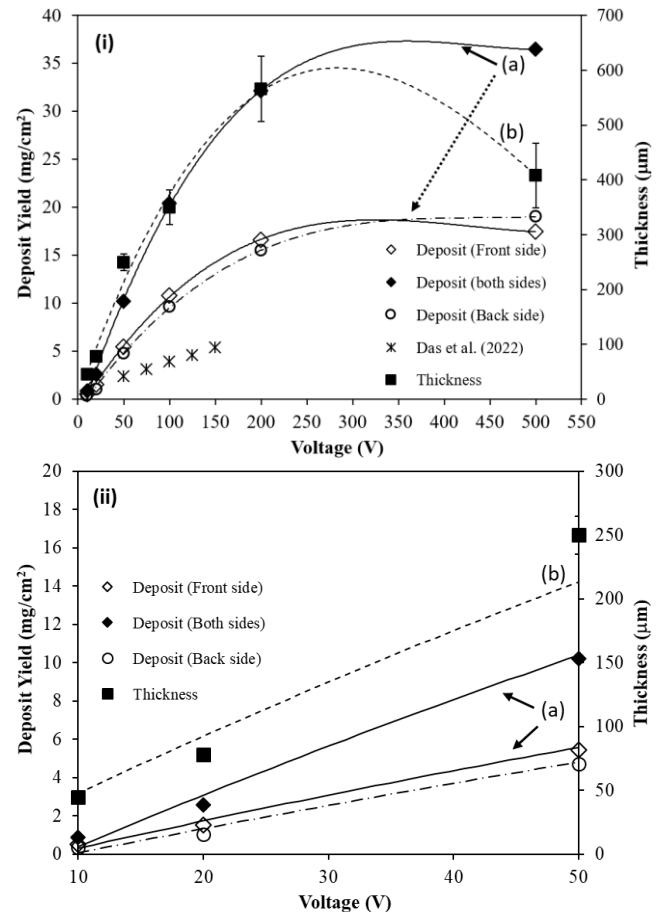 (i)
40
35
30
25
20
15
10
5
0
700
600
500
400
300
200
100
0
0 50 100 150 200 250 300 350 400 450 500 550
Deposit Yield (mg/cm²)
Thickness (µm)
Voltage (V)
(a)
(b)
Deposit (Front side)
Deposit (both sides)
Deposit (Back side)
Das et al. (2022)
Thickness
(ii)
20
18
16
14
12
10
8
6
4
2
0
300
250
200
150
100
50
0
10 20 30 40 50
Deposit Yield (mg/cm²)
Thickness (µm)
Voltage (V)
(b)
(a)
Deposit (Front side)
Deposit (Both sides)
Deposit (Back side)
Thickness